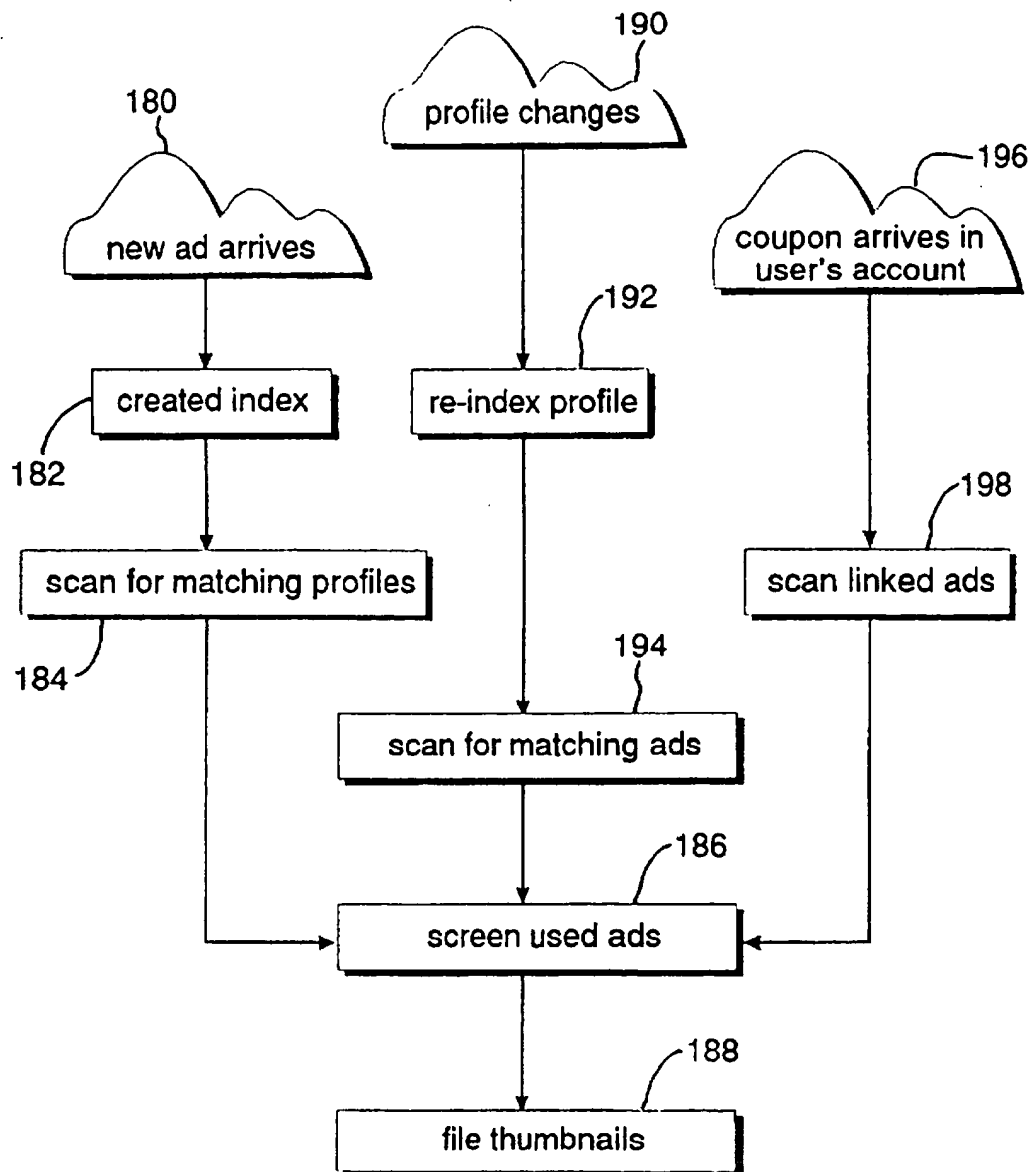 190
profile changes
180
new ad arrives
196
coupon arrives in
user's account
192
created index
re-index profile
182
198
scan for matching profiles
scan linked ads
184
194
scan for matching ads
186
screen used ads
188
file thumbnails